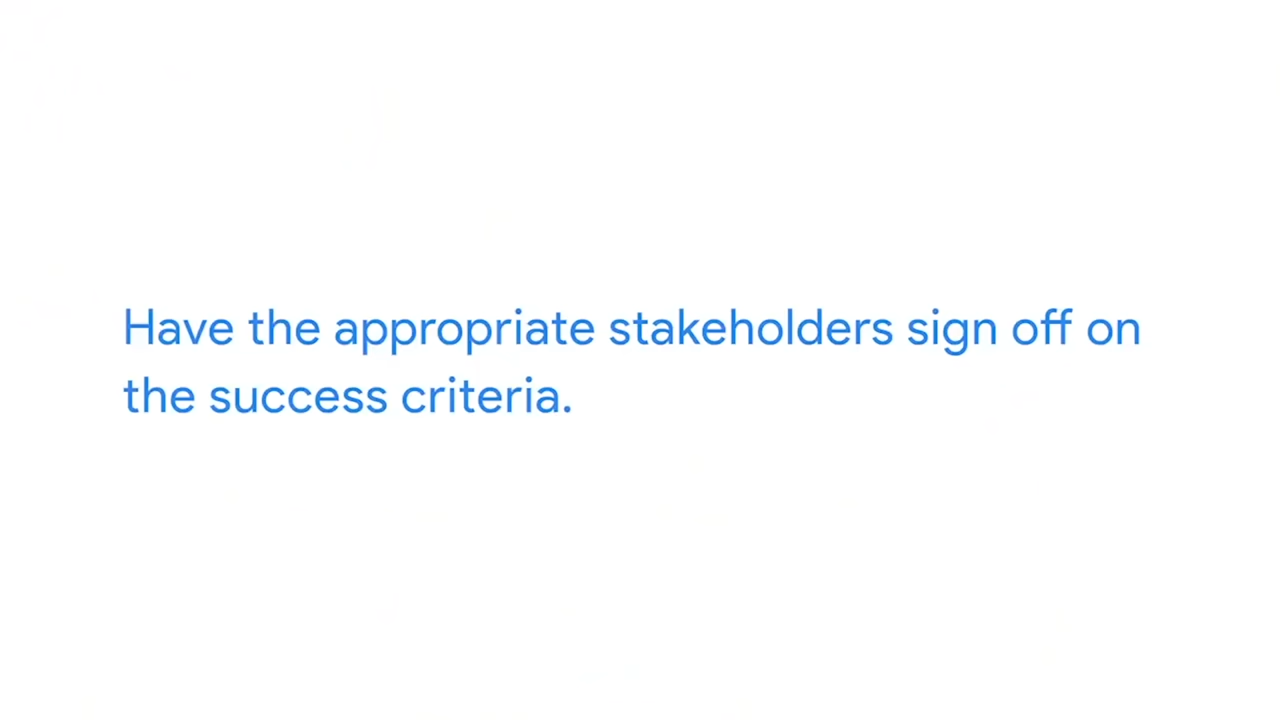 Have the appropriate stakeholders sign off on
the success criteria.